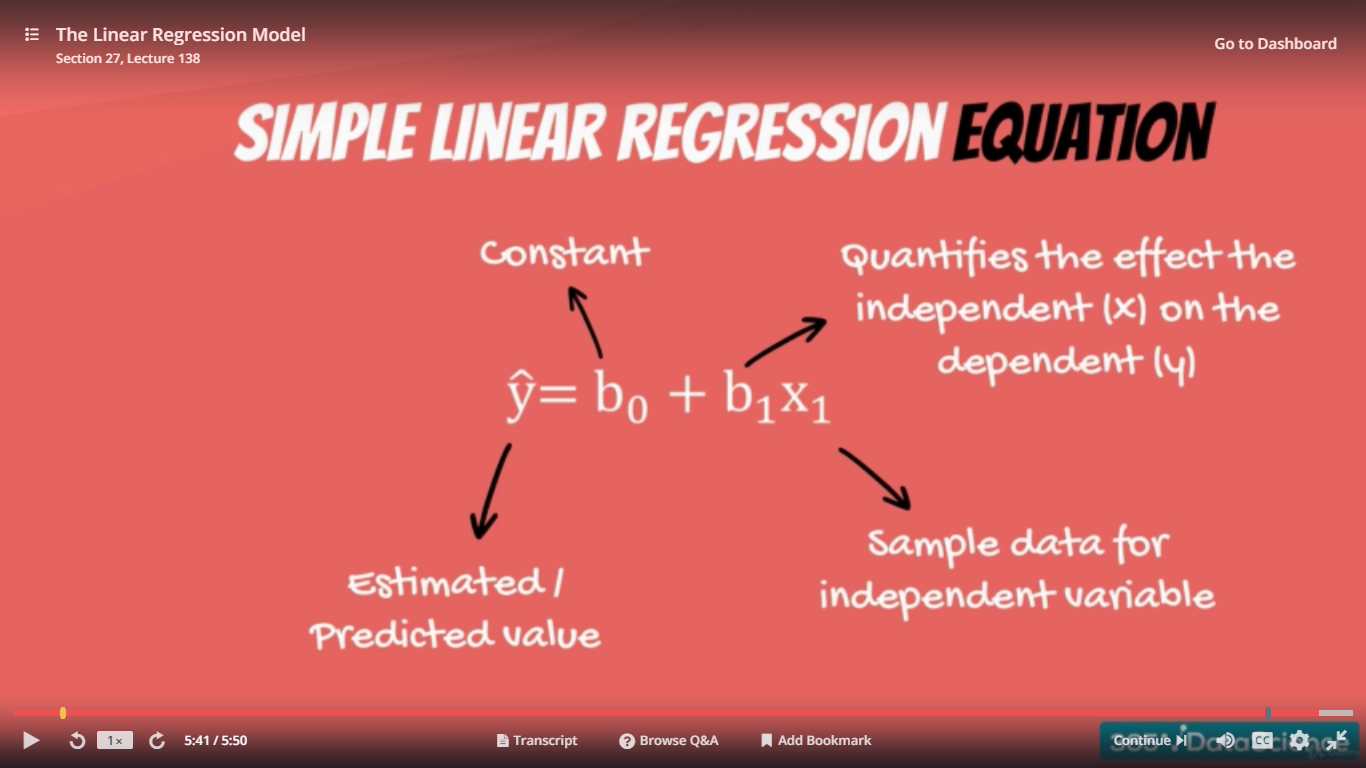 The Linear Regression Model
Section 27, Lecture 138
Go to Dashboard
SIMPLE LINEAR REGRESSION EQUATION
Constant
Quantifies the effect the
independent (x) on the
dependent (y)
ŷ= b₀ + b₁x₁
Estimated /
Predicted value
Sample data for
independent variable
1×
5:41 / 5:50
Transcript
Browse Q&A
Add Bookmark
Continue
CC
365 DataScience